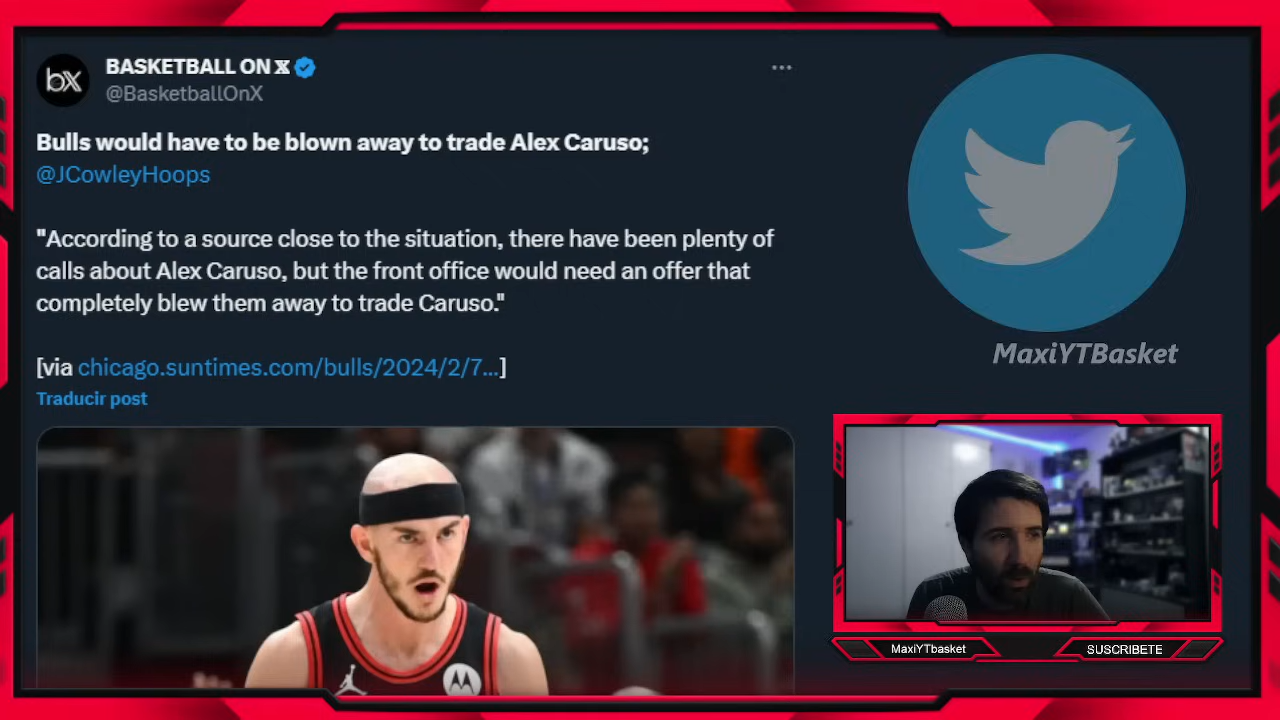 bx
BASKETBALL ON X
@BasketballOnX
Bulls would have to be blown away to trade Alex Caruso;
@JCowleyHoops
"According to a source close to the situation, there have been plenty of
calls about Alex Caruso, but the front office would need an offer that
completely blew them away to trade Caruso."
[via chicago.suntimes.com/bulls/2024/2/7...]
Traducir post
MaxiYTBasket
MaxiYTbasket
SUSCRIBETE